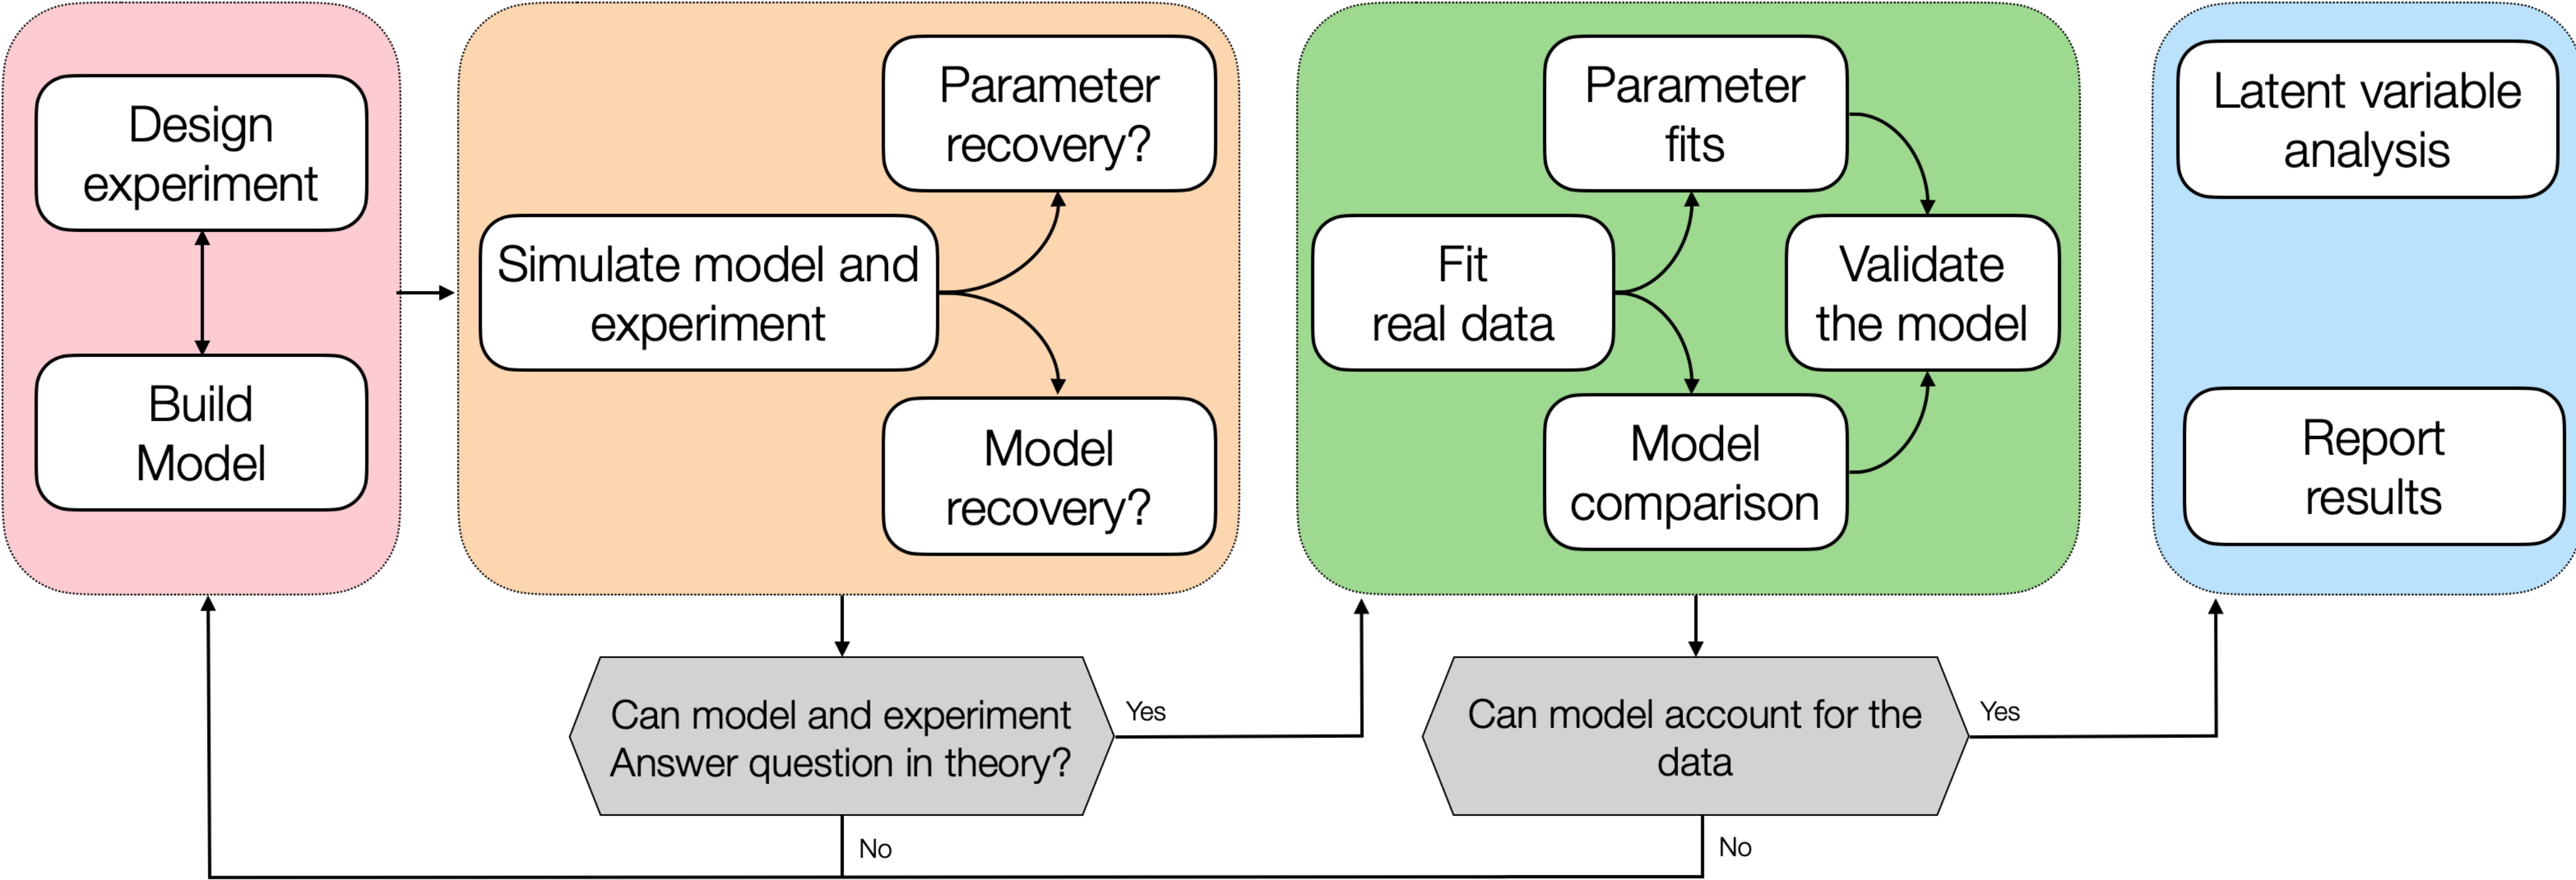 Design
experiment
Build
Model
Simulate model and
experiment
Parameter
recovery?
Model
recovery?
Fit
real data
Parameter
fits
Model
comparison
Validate
the model
Latent variable
analysis
Report
results
Can model and experiment
Answer question in theory?
Yes
No
Can model account for the
data
Yes
No